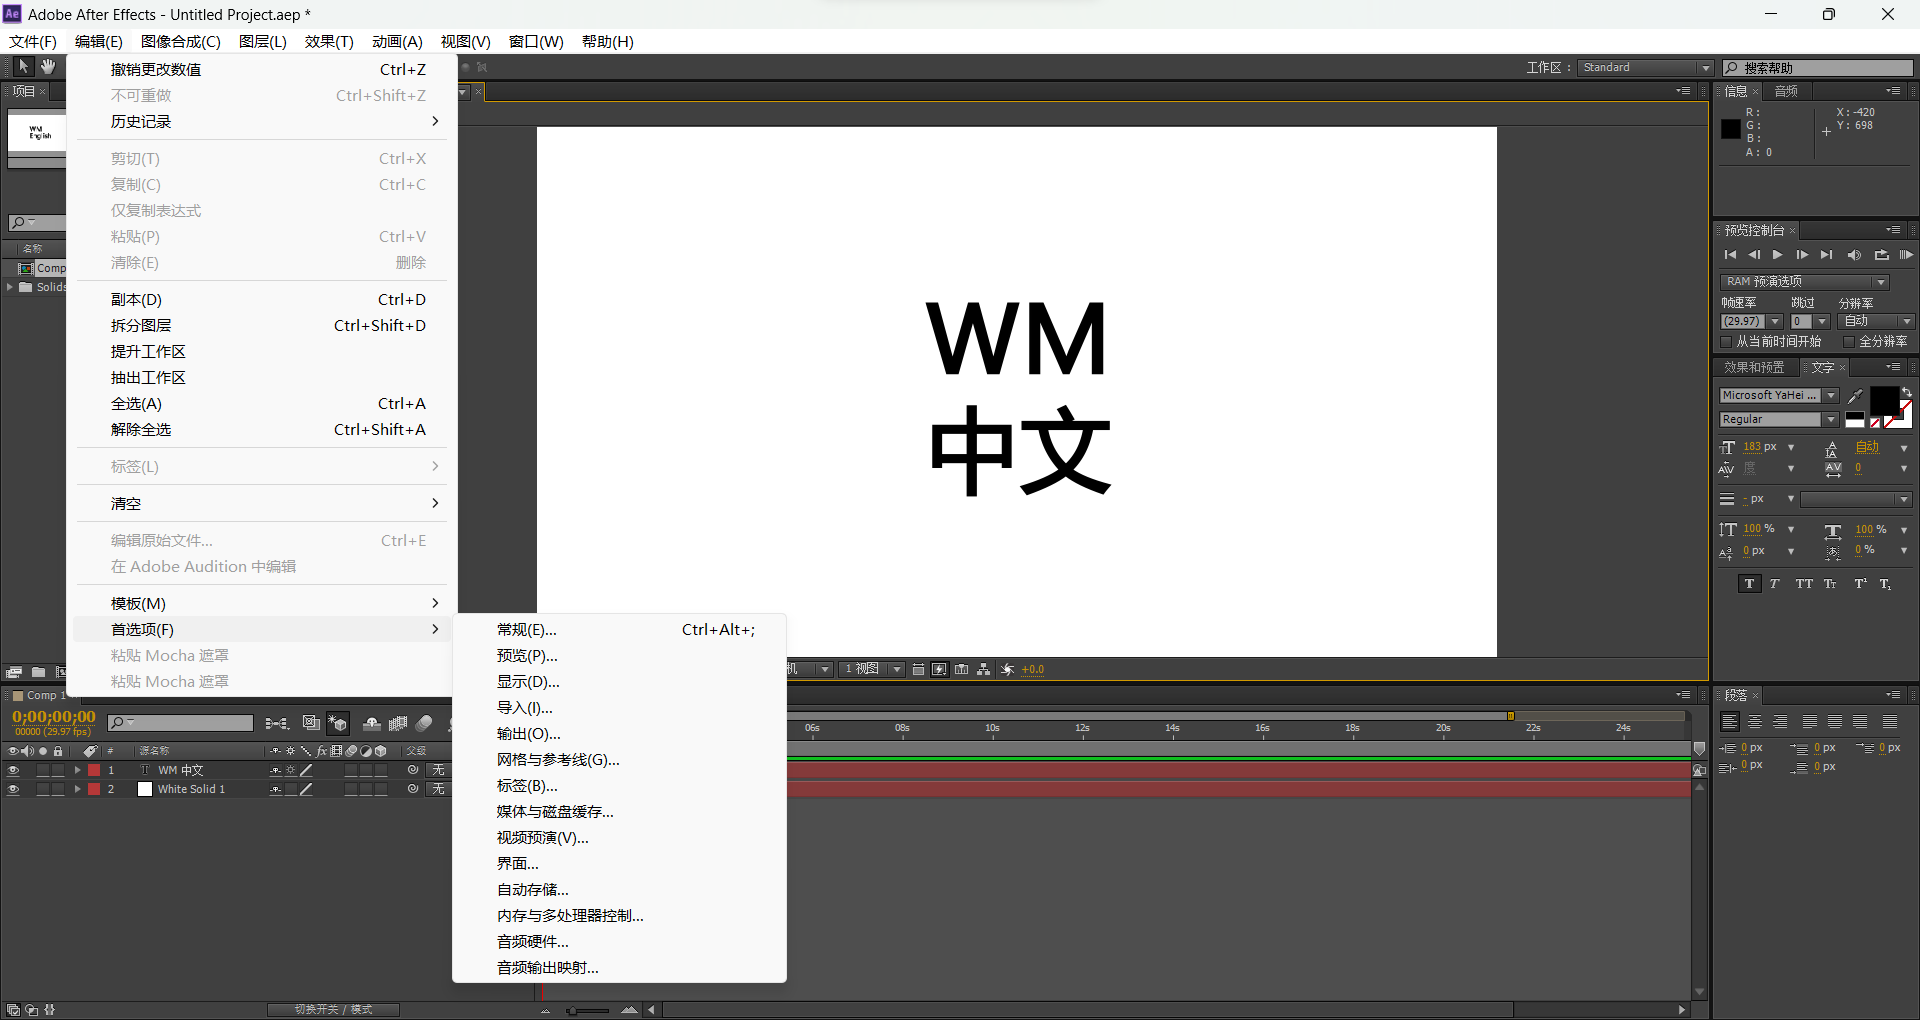 Ae Adobe After Effects - Untitled Project.aep *
文件(F) 编辑(E) 图像合成(C) 图层(L) 效果(T) 动画(A) 视图(V) 窗口(W) 帮助(H)
工作区: Standard 搜索帮助
撤销更改数值 Ctrl+Z
不可重做 Ctrl+Shift+Z
历史记录
剪切(T) Ctrl+X
复制(C) Ctrl+C
仅复制表达式
粘贴(P) Ctrl+V
清除(E) 删除
副本(D) Ctrl+D
拆分图层 Ctrl+Shift+D
提升工作区
抽出工作区
全选(A) Ctrl+A
解除全选 Ctrl+Shift+A
标签(L)
清空
编辑原始文件... Ctrl+E
在 Adobe Audition 中编辑
模板(M)
首选项(F)
粘贴 Mocha 遮罩
粘贴 Mocha 遮罩
常规(E)... Ctrl+Alt+;
预览(P)...
显示(D)...
导入(I)...
输出(O)...
网格与参考线(G)...
标签(B)...
媒体与磁盘缓存...
视频预演(V)...
界面...
自动存储...
内存与多处理器控制...
音频硬件...
音频输出映射...
项目
WM
English
名称
Comp
Solids
WM
中文
机 1 视图 +0.0
信息 音频
R:
G:
B:
A: 0
X: -420
Y: 698
预览控制台
RAM 预演选项
帧速率 跳过 分辨率
(29.97) 0 自动
从当前时间开始 全分辨率
效果和预置 文字
Microsoft YaHei ...
Regular
183 px 自动
度 0
- px
100 % 100 %
0 px 0 %
T T TT Tr T¹ T₁
段落
0 px 0 px 0 px
0 px 0 px
Comp 1
0;00;00;00
00000 (29.97 fps)
06s 08s 10s 12s 14s 16s 18s 20s 22s 24s
# 源名称 fx 父级
1 T WM 中文 无
2 White Solid 1 无
切换开关 / 模式